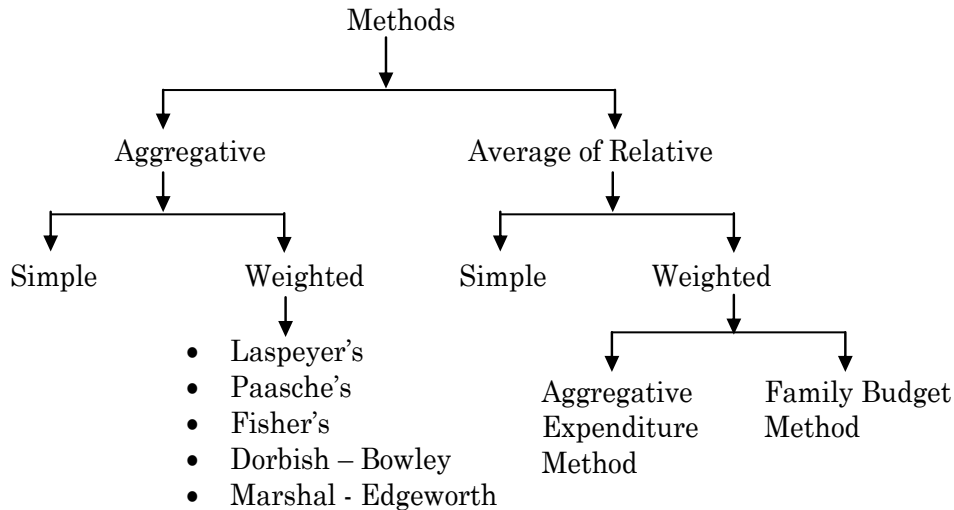 Methods
Aggregative
Average of Relative
Simple
Weighted
Simple
Weighted
• Laspeyer's
• Paasche's
• Fisher's
• Dorbish – Bowley
• Marshal - Edgeworth
Aggregative
Expenditure
Method
Family Budget
Method